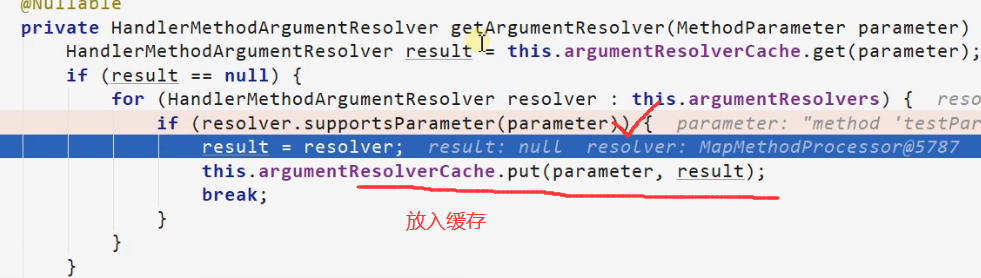 @Nullable
private HandlerMethodArgumentResolver getArgumentResolver(MethodParameter parameter)
HandlerMethodArgumentResolver result = this.argumentResolverCache.get(parameter);
if (result == null) {
for (HandlerMethodArgumentResolver resolver : this.argumentResolvers) { reso
if (resolver.supportsParameter(parameter)) { parameter: "method 'testPar
result = resolver; result: null resolver: MapMethodProcessor@5787
this.argumentResolverCache.put(parameter, result);
break;
放入缓存
}
}
}